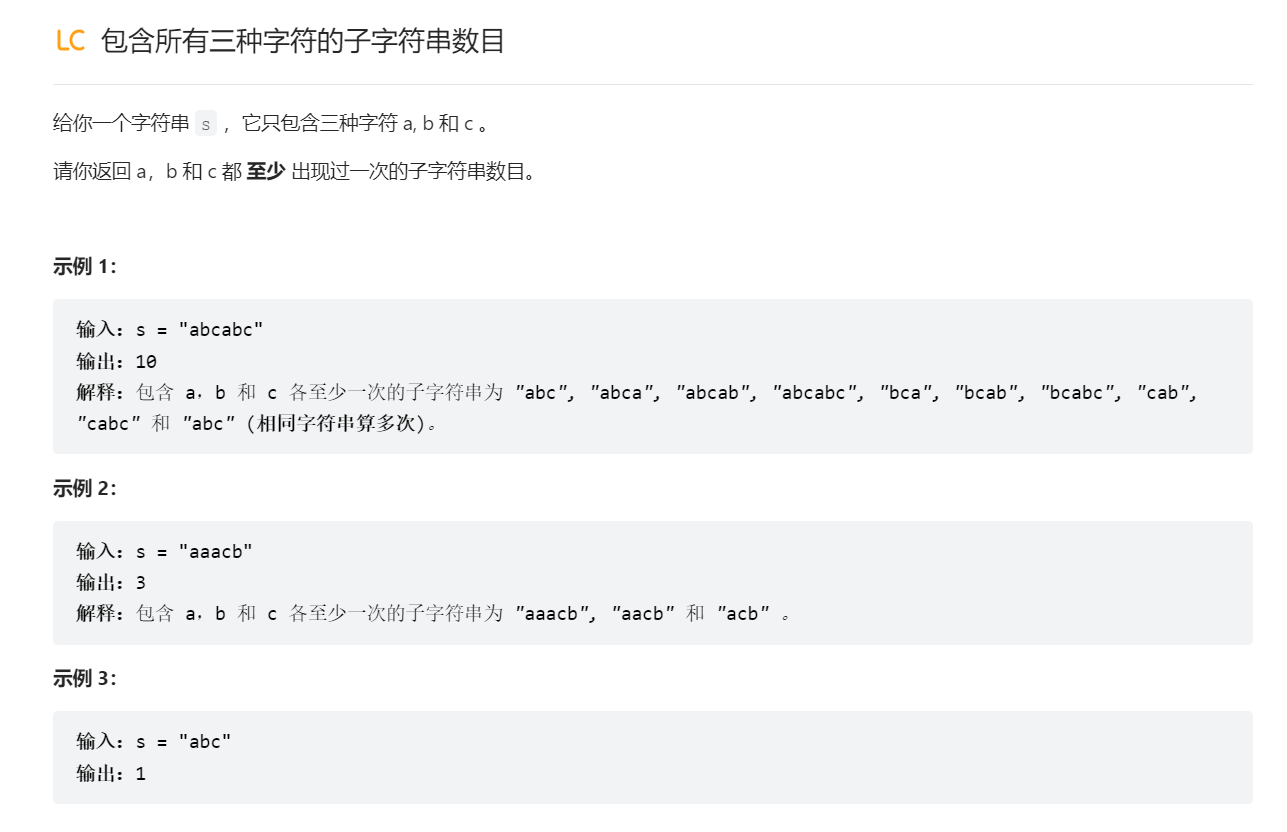 LC 包含所有三种字符的子字符串数目
给你一个字符串 s ，它只包含三种字符 a, b 和 c 。
请你返回 a，b 和 c 都 至少 出现过一次的子字符串数目。
示例 1：
输入：s = "abcabc"
输出：10
解释：包含 a，b 和 c 各至少一次的子字符串为 "abc", "abca", "abcab", "abcabc", "bca", "bcab", "bcabc", "cab",
"cabc" 和 "abc" (相同字符串算多次)。
示例 2：
输入：s = "aaacb"
输出：3
解释：包含 a，b 和 c 各至少一次的子字符串为 "aaacb", "aacb" 和 "acb" 。
示例 3：
输入：s = "abc"
输出：1